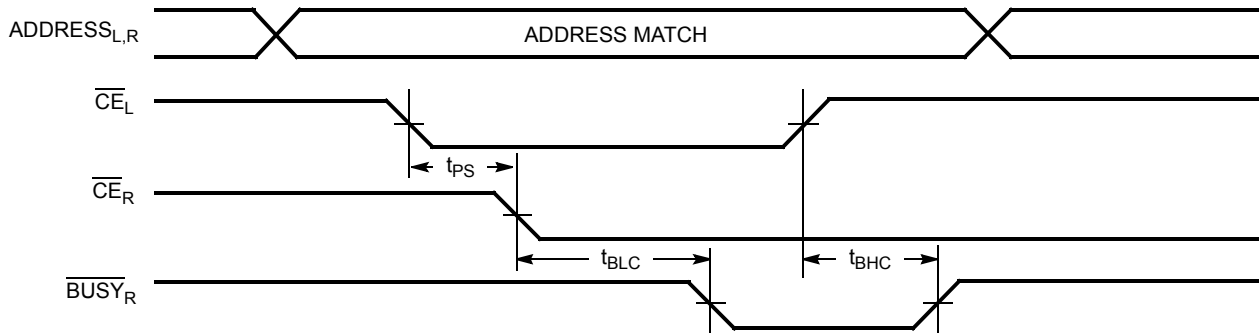 ADDRESSL,R
ADDRESS MATCH
CEL
tPS
CER
tBLC
tBHC
BUSYR